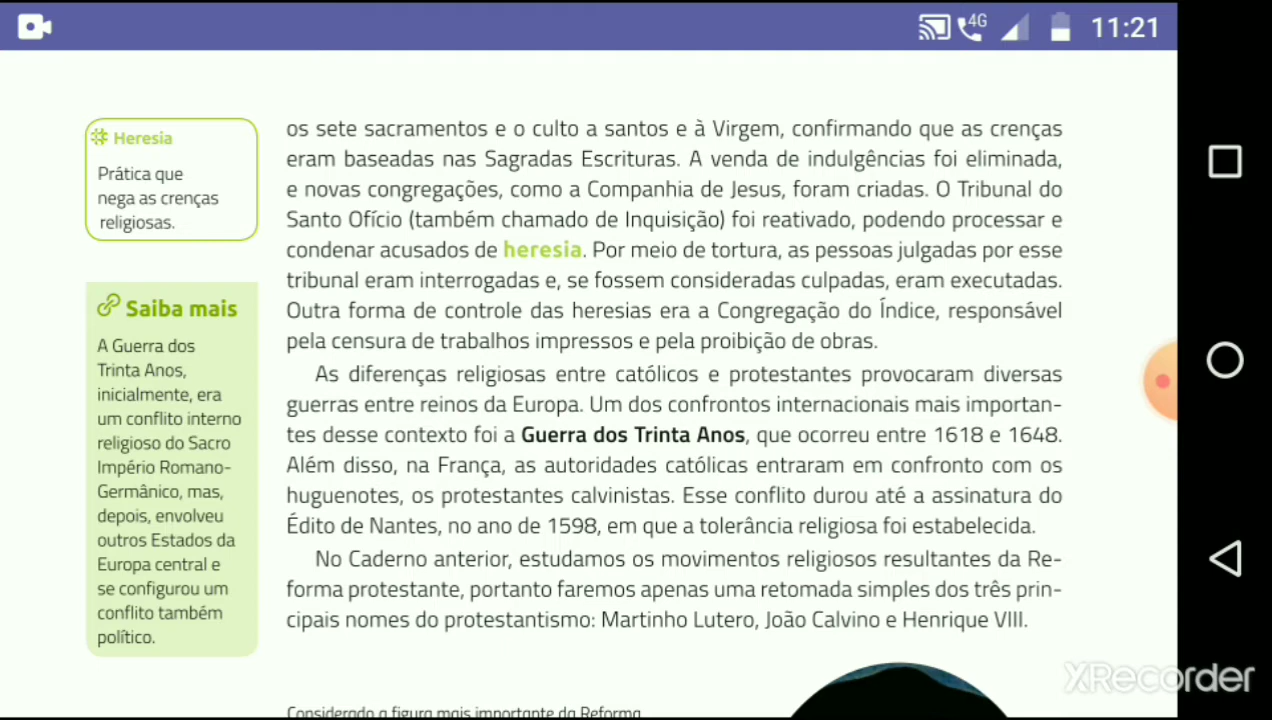 4G 11:21
# Heresia
Prática que
nega as crenças
religiosas.
Saiba mais
A Guerra dos
Trinta Anos,
inicialmente, era
um conflito interno
religioso do Sacro
Império Romano-
Germânico, mas,
depois, envolveu
outros Estados da
Europa central e
se configurou um
conflito também
político.
os sete sacramentos e o culto a santos e à Virgem, confirmando que as crenças
eram baseadas nas Sagradas Escrituras. A venda de indulgências foi eliminada,
e novas congregações, como a Companhia de Jesus, foram criadas. O Tribunal do
Santo Ofício (também chamado de Inquisição) foi reativado, podendo processar e
condenar acusados de heresia. Por meio de tortura, as pessoas julgadas por esse
tribunal eram interrogadas e, se fossem consideradas culpadas, eram executadas.
Outra forma de controle das heresias era a Congregação do Índice, responsável
pela censura de trabalhos impressos e pela proibição de obras.
As diferenças religiosas entre católicos e protestantes provocaram diversas
guerras entre reinos da Europa. Um dos confrontos internacionais mais importan-
tes desse contexto foi a Guerra dos Trinta Anos, que ocorreu entre 1618 e 1648.
Além disso, na França, as autoridades católicas entraram em confronto com os
huguenotes, os protestantes calvinistas. Esse conflito durou até a assinatura do
Édito de Nantes, no ano de 1598, em que a tolerância religiosa foi estabelecida.
No Caderno anterior, estudamos os movimentos religiosos resultantes da Re-
forma protestante, portanto faremos apenas uma retomada simples dos três prin-
cipais nomes do protestantismo: Martinho Lutero, João Calvino e Henrique VIII.
Considerado a figura mais importante da Reforma
XRecorder